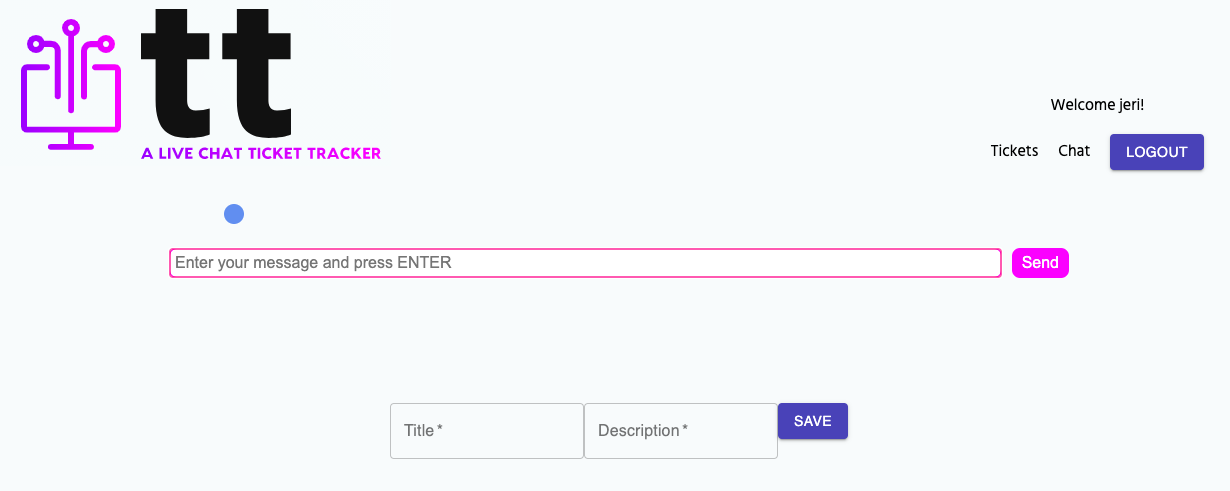 tt
A LIVE CHAT TICKET TRACKER
Welcome jeri!
Tickets Chat LOGOUT
Enter your message and press ENTER Send
Title * Description * SAVE